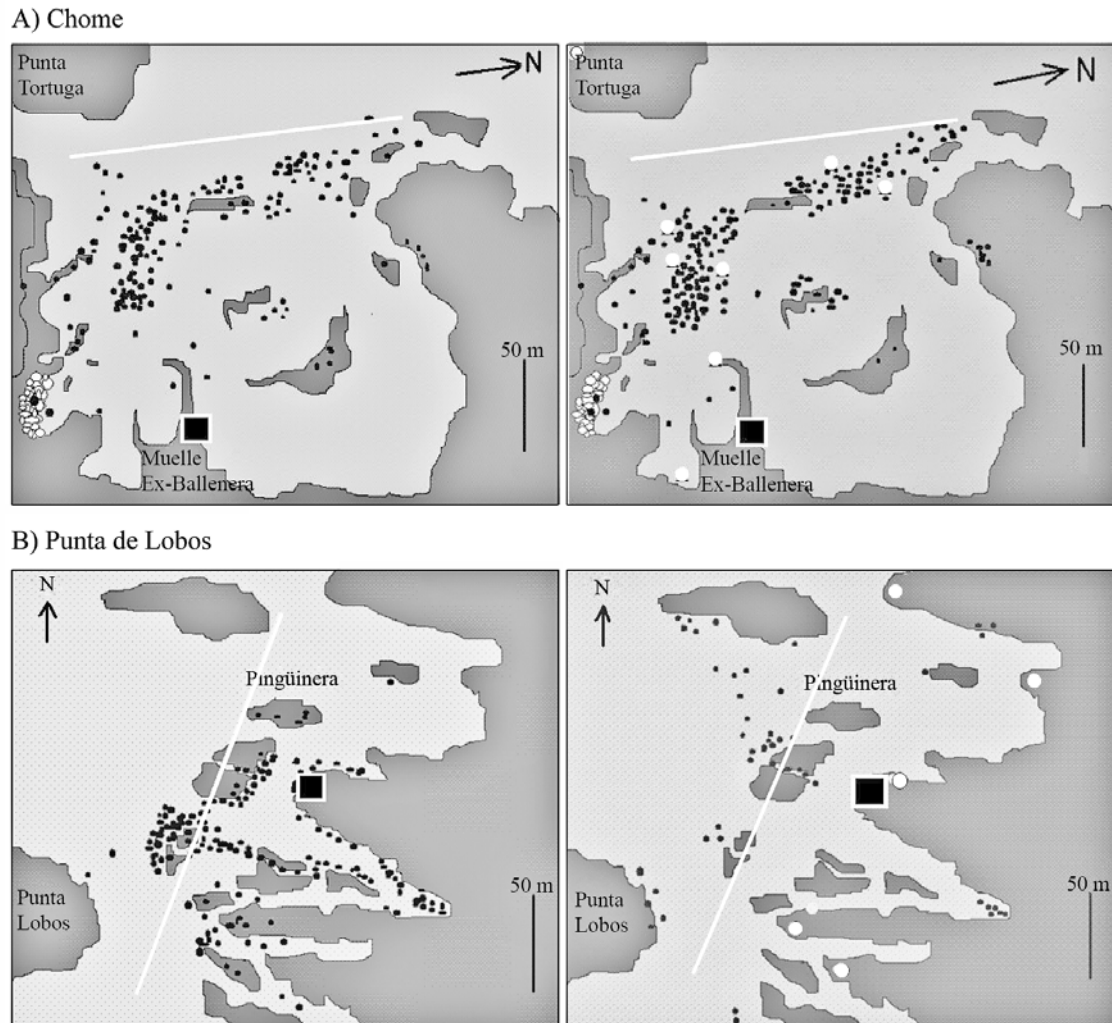 A) Chome
Punta
Tortuga
N
50 m
Muelle
Ex-Ballenera
Punta
Tortuga
N
50 m
Muelle
Ex-Ballenera
B) Punta de Lobos
N
Pingüinera
50 m
Punta
Lobos
N
Pingüinera
50 m
Punta
Lobos